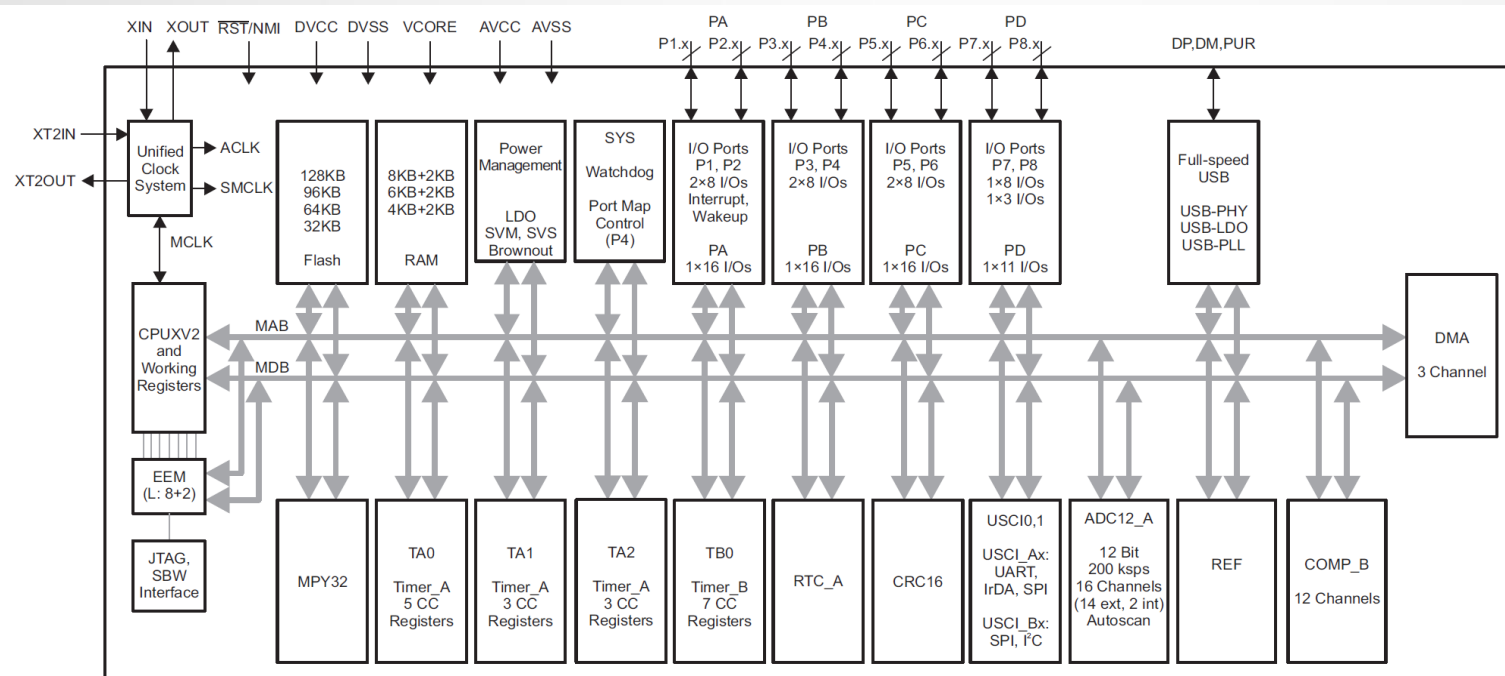 PA PB PC PD
XIN XOUT RST/NMI DVCC DVSS VCORE AVCC AVSS
P1.x P2.x P3.x P4.x P5.x P6.x P7.x P8.x
DP,DM,PUR
XT2IN
XT2OUT
Unified
Clock
System
ACLK
SMCLK
MCLK
128KB
96KB
64KB
32KB
Flash
8KB+2KB
6KB+2KB
4KB+2KB
RAM
Power
Management
LDO
SVM, SVS
Brownout
SYS
Watchdog
Port Map
Control
(P4)
I/O Ports
P1, P2
2×8 I/Os
Interrupt,
Wakeup
PA
1×16 I/Os
I/O Ports
P3, P4
2×8 I/Os
PB
1×16 I/Os
I/O Ports
P5, P6
2×8 I/Os
PC
1×16 I/Os
I/O Ports
P7, P8
1×8 I/Os
1×3 I/Os
PD
1×11 I/Os
Full-speed
USB
USB-PHY
USB-LDO
USB-PLL
CPUXV2
and
Working
Registers
MAB
MDB
DMA
3 Channel
EEM
(L: 8+2)
JTAG,
SBW
Interface
MPY32
TA0
Timer_A
5 CC
Registers
TA1
Timer_A
3 CC
Registers
TA2
Timer_A
3 CC
Registers
TB0
Timer_B
7 CC
Registers
RTC_A
CRC16
USCI0,1
USCI_Ax:
UART,
IrDA, SPI
USCI_Bx:
SPI, I²C
ADC12_A
12 Bit
200 ksps
16 Channels
(14 ext, 2 int)
Autoscan
REF
COMP_B
12 Channels